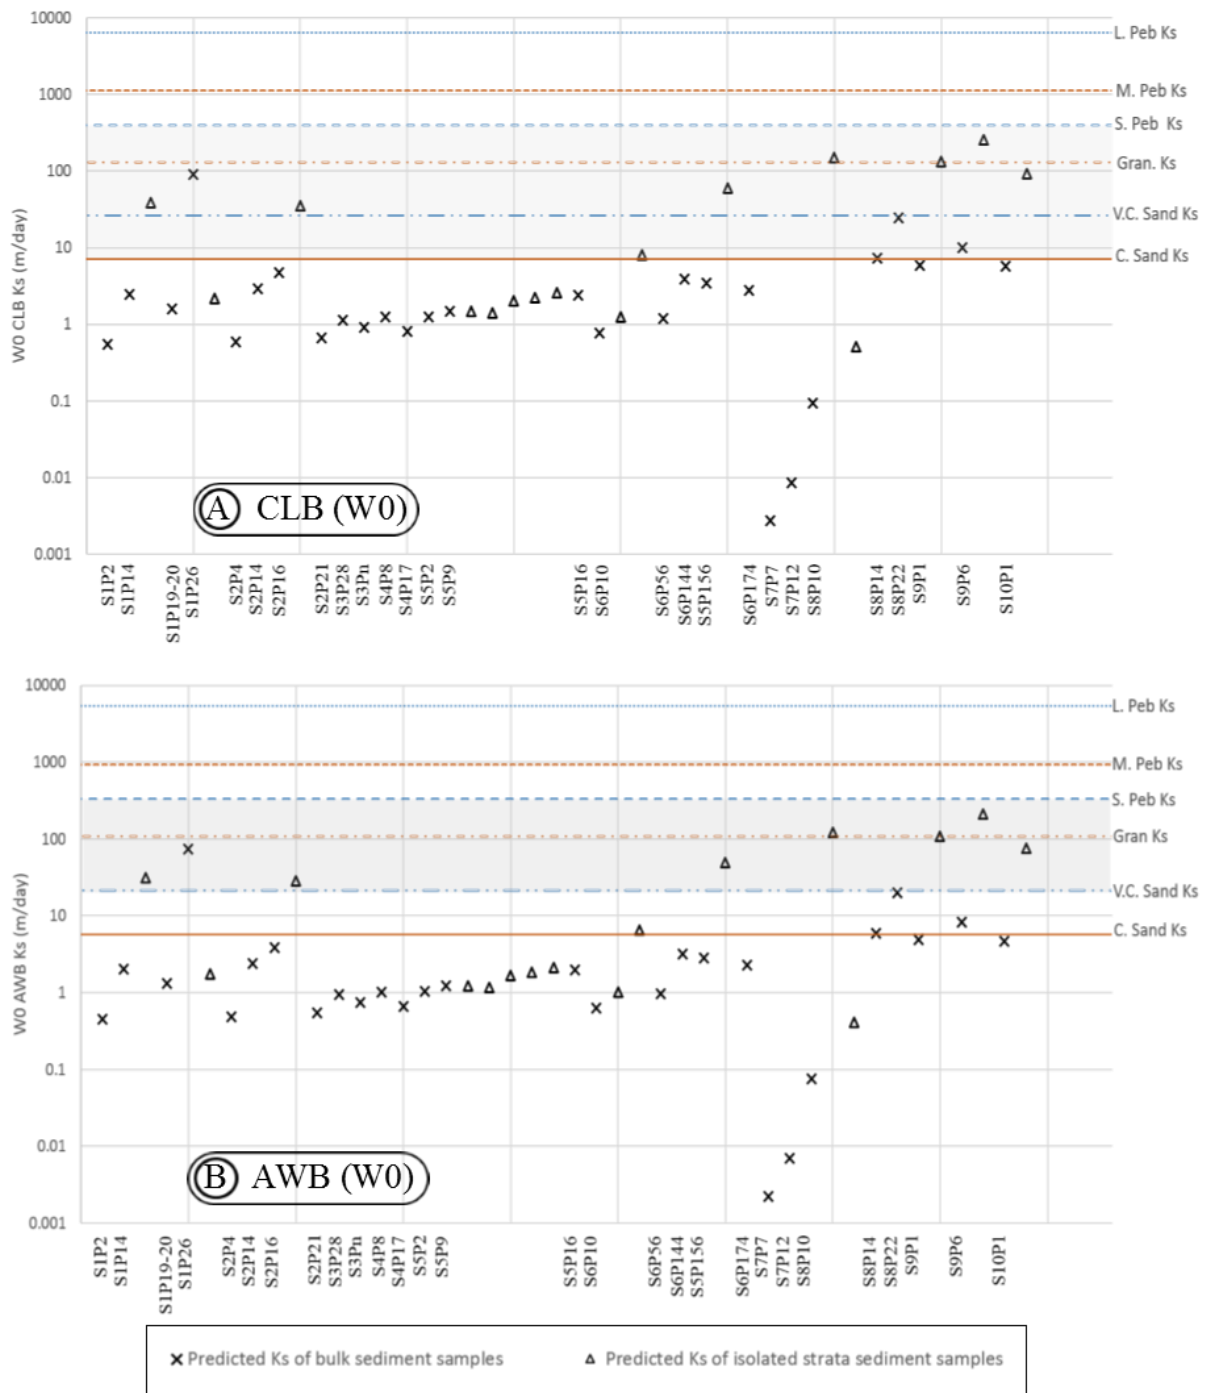 10000
1000
100
10
1
0.1
0.01
0.001
W0 CLB Ks (m/day)
L. Peb Ks
M. Peb Ks
S. Peb Ks
Gran. Ks
V.C. Sand Ks
C. Sand Ks
A CLB (W0)
S1P2
S1P14
S1P19-20
S1P26
S2P4
S2P14
S2P16
S2P21
S3P28
S3Pn
S4P8
S4P17
S5P2
S5P9
S5P16
S6P10
S6P56
S6P144
S5P156
S6P174
S7P7
S7P12
S8P10
S8P14
S8P22
S9P1
S9P6
S10P1
10000
1000
100
10
1
0.1
0.01
0.001
W0 AWB Ks (m/day)
L. Peb Ks
M. Peb Ks
S. Peb Ks
Gran Ks
V.C. Sand Ks
C. Sand Ks
B AWB (W0)
S1P2
S1P14
S1P19-20
S1P26
S2P4
S2P14
S2P16
S2P21
S3P28
S3Pn
S4P8
S4P17
S5P2
S5P9
S5P16
S6P10
S6P56
S6P144
S5P156
S6P174
S7P7
S7P12
S8P10
S8P14
S8P22
S9P1
S9P6
S10P1
Predicted Ks of bulk sediment samples
Predicted Ks of isolated strata sediment samples